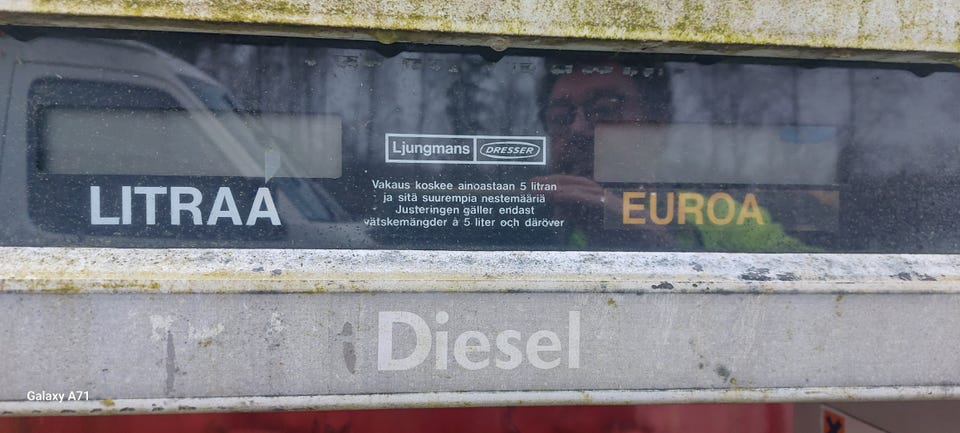 Ljungmans DRESSER
Vakaus koskee ainoastaan 5 litran
ja sitä suurempia nestemääriä
Justeringen gäller endast
vätskemängder à 5 liter och däröver
LITRAA
EUROA
Diesel
Galaxy A71